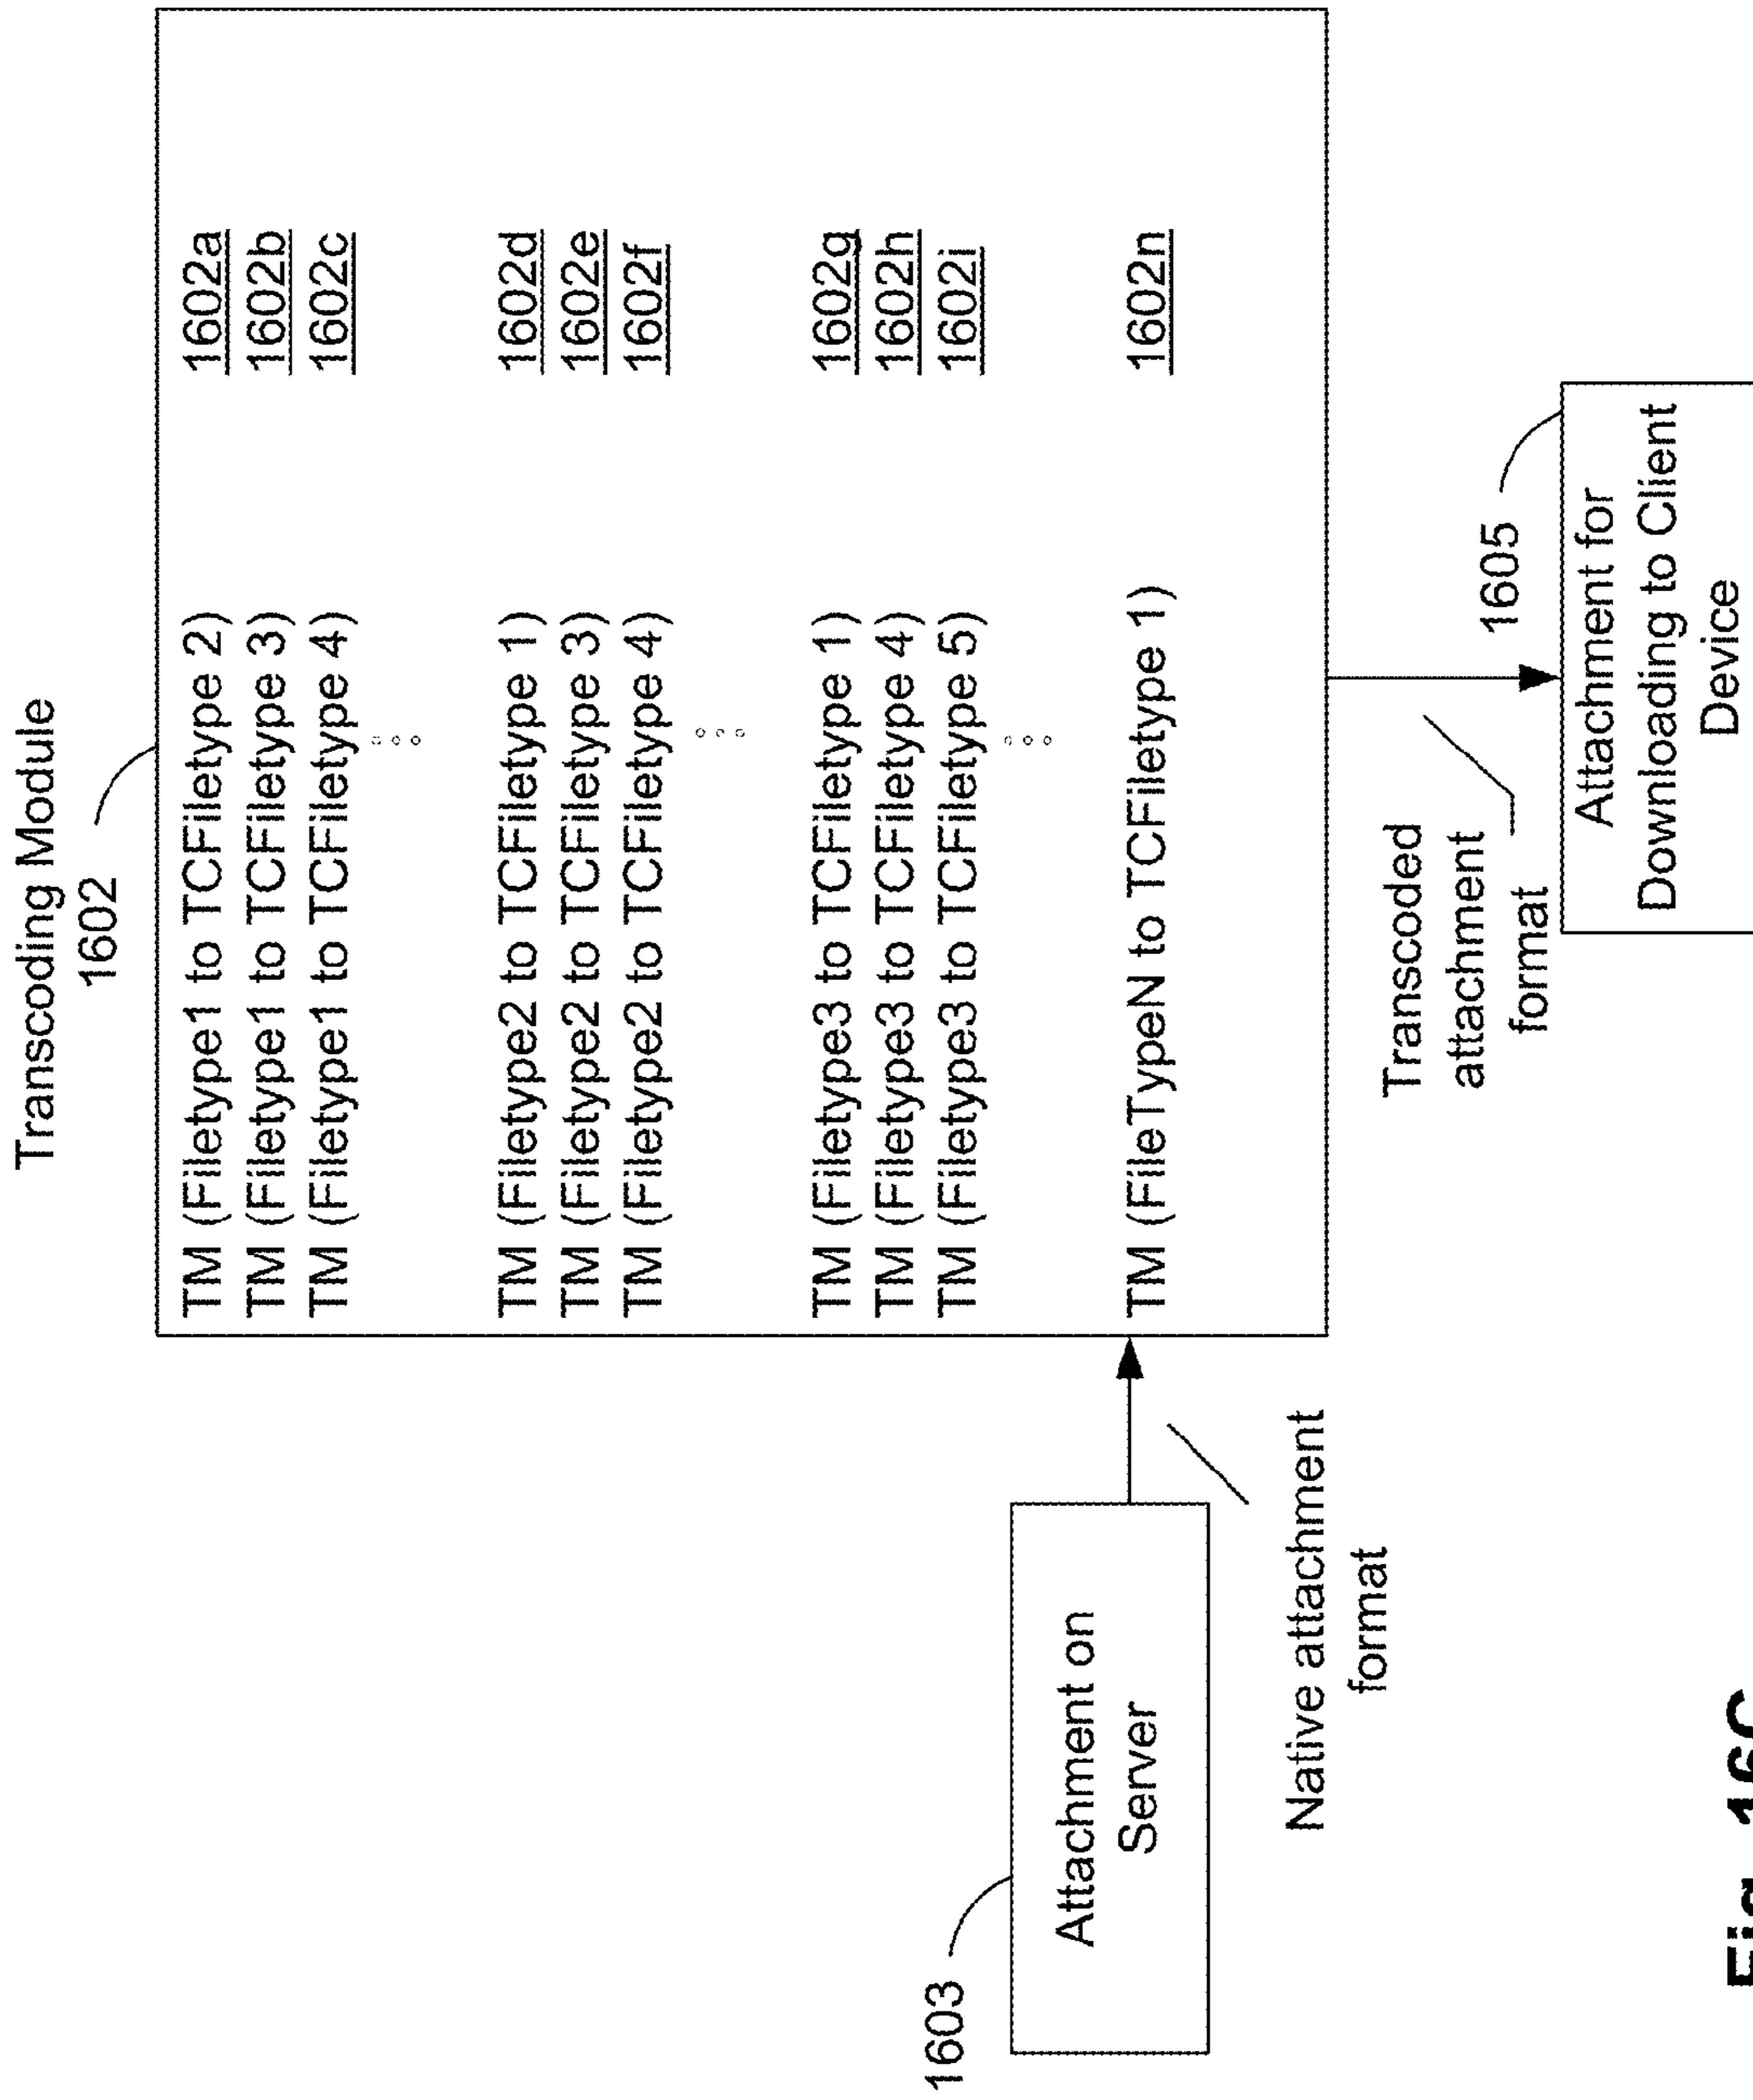 Transcoding Module
1602
TM (Filetype1 to TCFiletype 2) 1602a
TM (Filetype1 to TCFiletype 3) 1602b
TM (Filetype1 to TCFiletype 4) 1602c
TM (Filetype2 to TCFiletype 1) 1602d
TM (Filetype2 to TCFiletype 3) 1602e
TM (Filetype2 to TCFiletype 4) 1602f
TM (Filetype3 to TCFiletype 1) 1602g
TM (Filetype3 to TCFiletype 4) 1602h
TM (Filetype3 to TCFiletype 5) 1602i
TM (FileTypeN to TCFiletype 1) 1602n
1603
Attachment on
Server
Native attachment
format
Transcoded
attachment
format
1605
Attachment for
Downloading to Client
Device
Fig. 16C